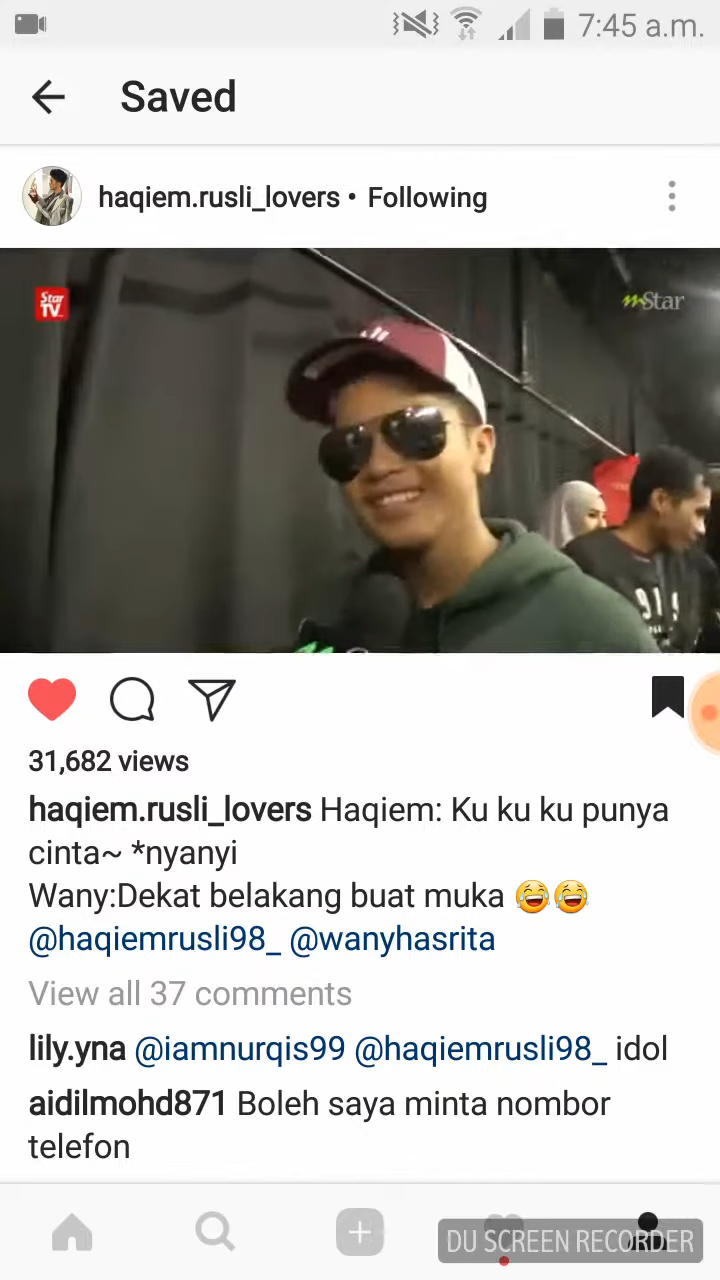 7:45 a.m.
Saved
haqiem.rusli_lovers • Following
Star
TV
mStar
919
31,682 views
haqiem.rusli_lovers Haqiem: Ku ku ku punya
cinta~ *nyanyi
Wany:Dekat belakang buat muka 😂😂
@haqiemrusli98_ @wanyhasrita
View all 37 comments
lily.yna @iamnurqis99 @haqiemrusli98_ idol
aidilmohd871 Boleh saya minta nombor
telefon
DU SCREEN RECORDER